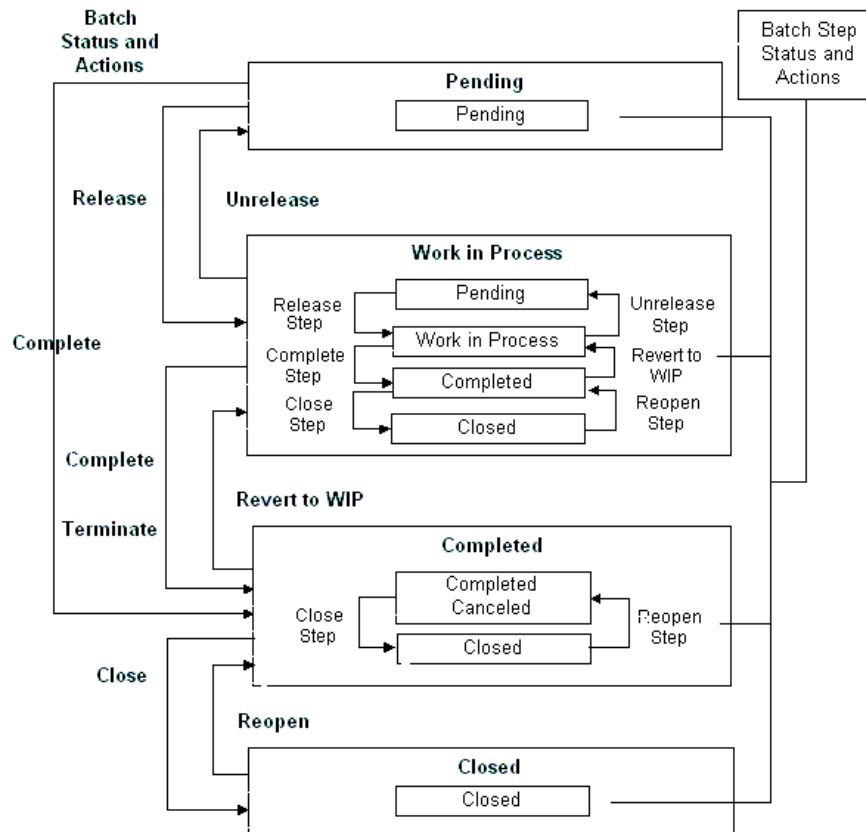 Batch
Status and
Actions
Batch Step
Status and
Actions
Pending
Pending
Release
Unrelease
Work in Process
Pending
Release
Step
Unrelease
Step
Work in Process
Complete
Complete
Step
Revert to
WIP
Completed
Close
Step
Reopen
Step
Closed
Complete
Revert to WIP
Terminate
Completed
Completed
Canceled
Close
Step
Reopen
Step
Closed
Close
Reopen
Closed
Closed